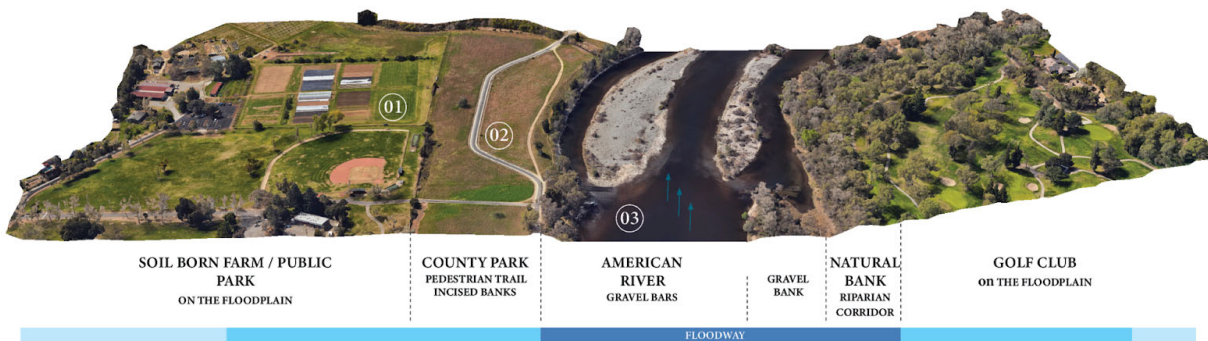 01
02
03
SOIL BORN FARM / PUBLIC
PARK
ON THE FLOODPLAIN
COUNTY PARK
PEDESTRIAN TRAIL
INCISED BANKS
AMERICAN
RIVER
GRAVEL BARS
GRAVEL
BANK
NATURAL
BANK
RIPARIAN
CORRIDOR
GOLF CLUB
on THE FLOODPLAIN
FLOODWAY